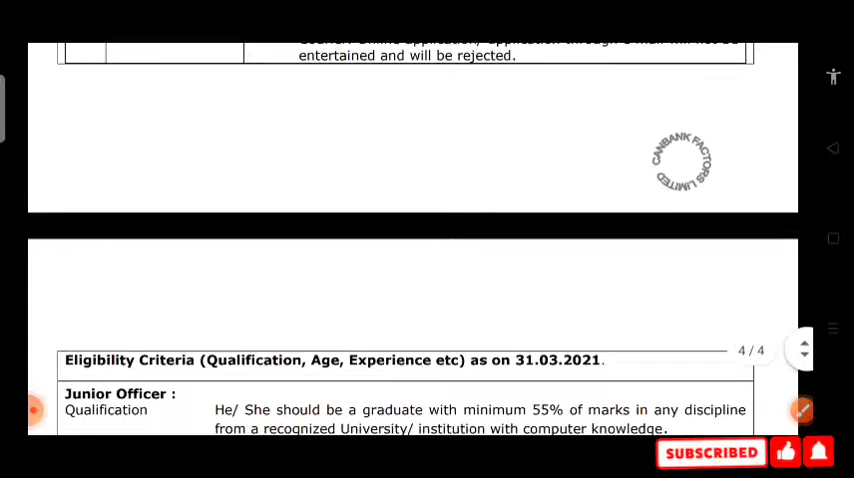 entertained and will be rejected.
CANBANK FACTORS LIMITED
Eligibility Criteria (Qualification, Age, Experience etc) as on 31.03.2021.
4 / 4
Junior Officer :
Qualification He/ She should be a graduate with minimum 55% of marks in any discipline
from a recognized University/ institution with computer knowledge.
SUBSCRIBED